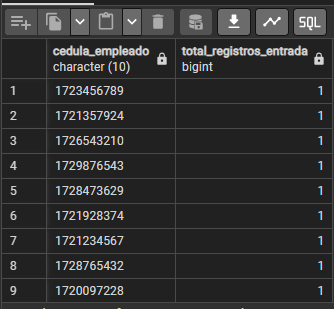 SQL
cedula_empleado total_registros_entrada
character (10) bigint
1 1723456789 1
2 1721357924 1
3 1726543210 1
4 1729876543 1
5 1728473629 1
6 1721928374 1
7 1721234567 1
8 1728765432 1
9 1720097228 1